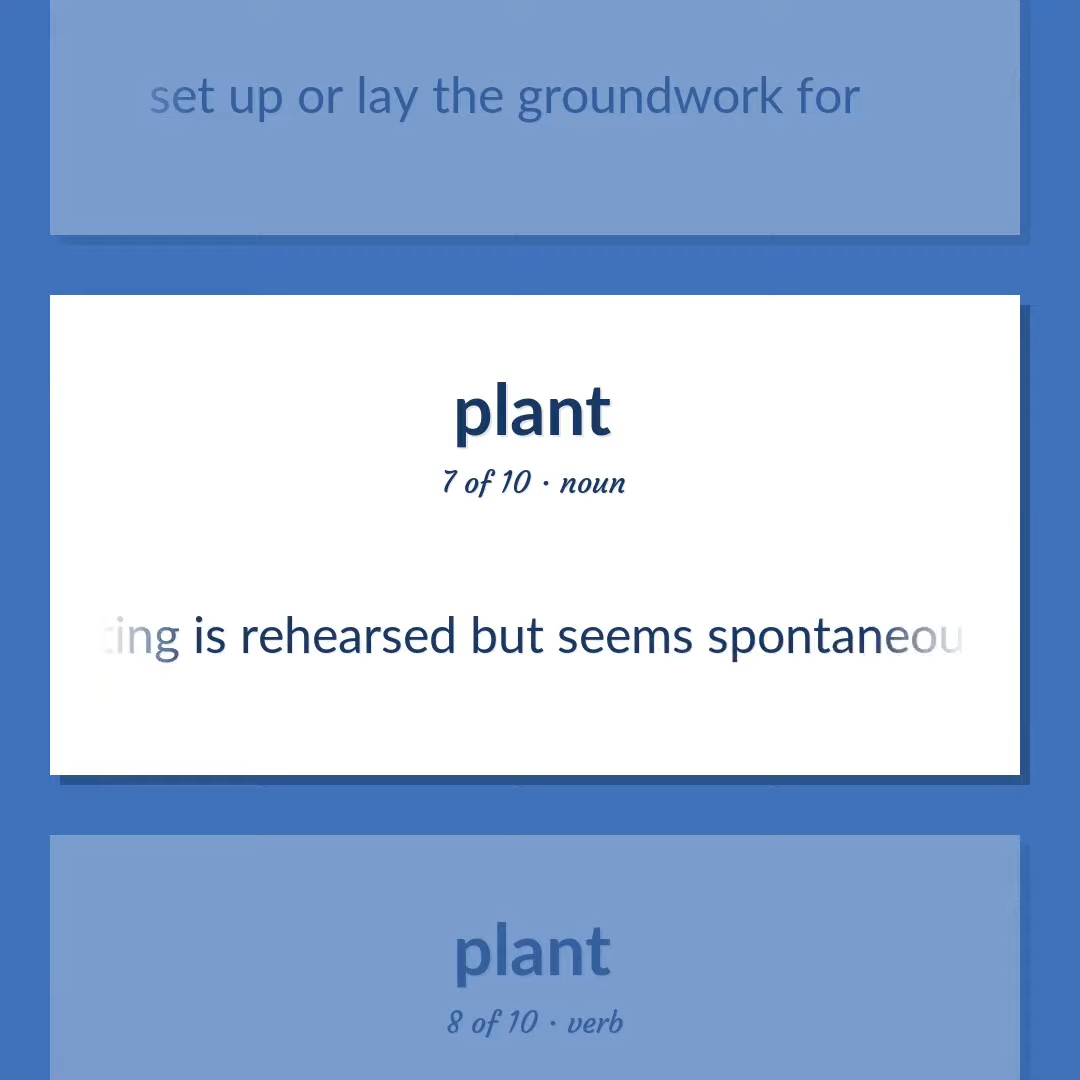 set up or lay the groundwork for
plant
7 of 10 · noun
is rehearsed but seems
plant
8 of 10 · verb